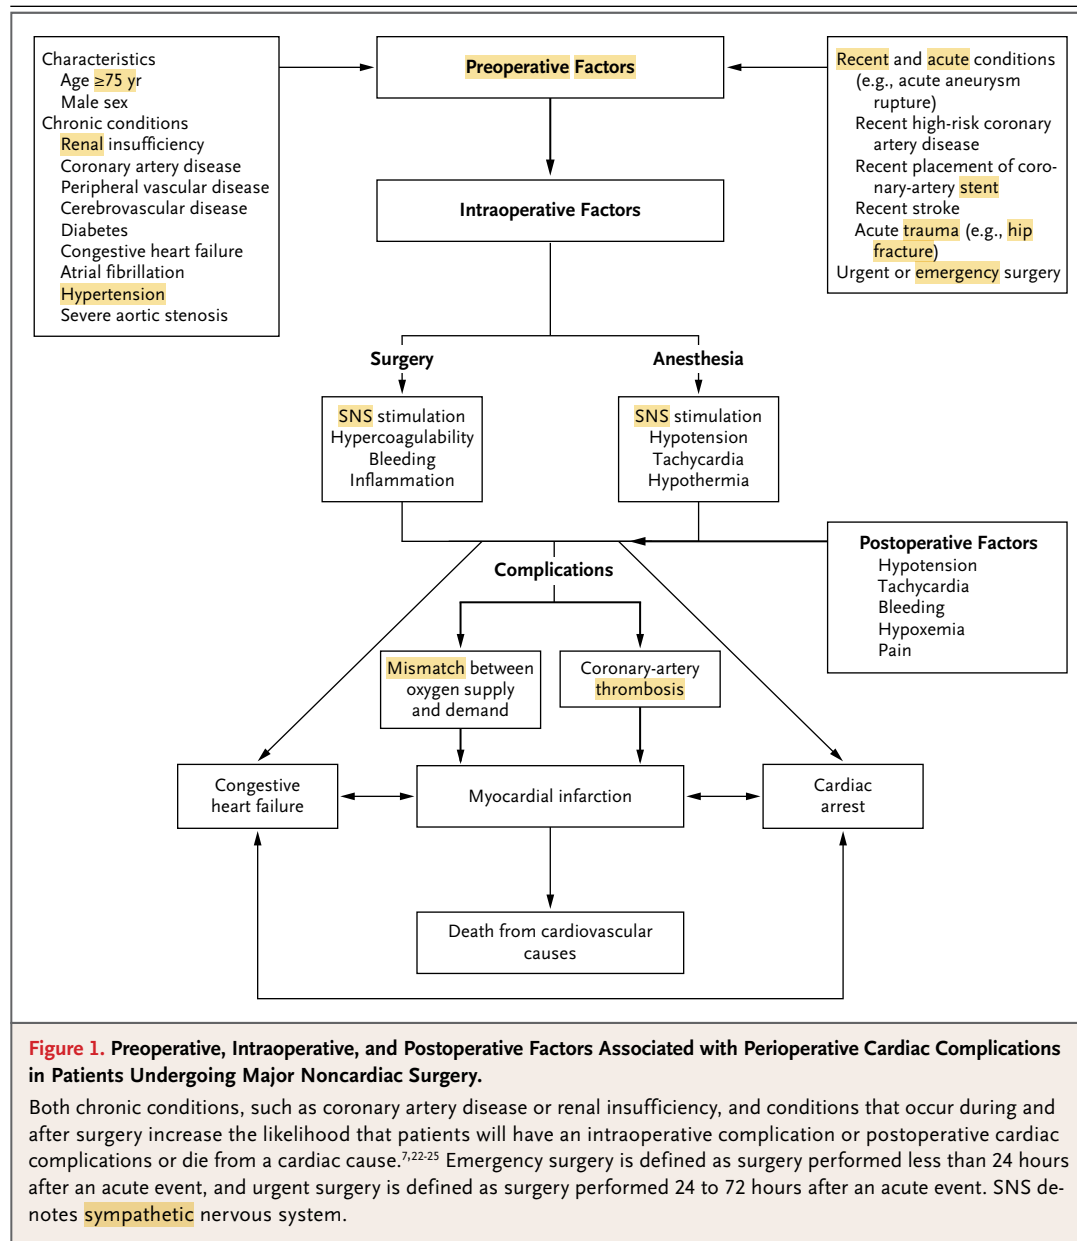 Characteristics
Age ≥75 yr
Male sex
Chronic conditions
Renal insufficiency
Coronary artery disease
Peripheral vascular disease
Cerebrovascular disease
Diabetes
Congestive heart failure
Atrial fibrillation
Hypertension
Severe aortic stenosis
Preoperative Factors
Recent and acute conditions
(e.g., acute aneurysm
rupture)
Recent high-risk coronary
artery disease
Recent placement of coro-
nary-artery stent
Recent stroke
Acute trauma (e.g., hip
fracture)
Urgent or emergency surgery
Intraoperative Factors
Surgery
SNS stimulation
Hypercoagulability
Bleeding
Inflammation
Anesthesia
SNS stimulation
Hypotension
Tachycardia
Hypothermia
Postoperative Factors
Hypotension
Tachycardia
Bleeding
Hypoxemia
Pain
Complications
Mismatch between
oxygen supply
and demand
Coronary-artery
thrombosis
Congestive
heart failure
Myocardial infarction
Cardiac
arrest
Death from cardiovascular
causes
Figure 1. Preoperative, Intraoperative, and Postoperative Factors Associated with Perioperative Cardiac Complications
in Patients Undergoing Major Noncardiac Surgery.
Both chronic conditions, such as coronary artery disease or renal insufficiency, and conditions that occur during and
after surgery increase the likelihood that patients will have an intraoperative complication or postoperative cardiac
complications or die from a cardiac cause.7,22-25 Emergency surgery is defined as surgery performed less than 24 hours
after an acute event, and urgent surgery is defined as surgery performed 24 to 72 hours after an acute event. SNS de-
notes sympathetic nervous system.